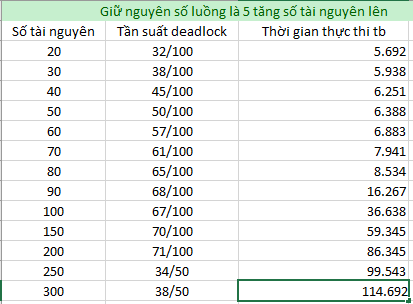 Giữ nguyên số luồng là 5 tăng số tài nguyên lên
Số tài nguyên Tần suất deadlock Thời gian thực thi tb
20 32/100 5.692
30 38/100 5.938
40 45/100 6.251
50 50/100 6.388
60 57/100 6.883
70 61/100 7.941
80 65/100 8.534
90 68/100 16.267
100 67/100 36.638
150 70/100 59.345
200 71/100 86.345
250 34/50 99.543
300 38/50 114.692